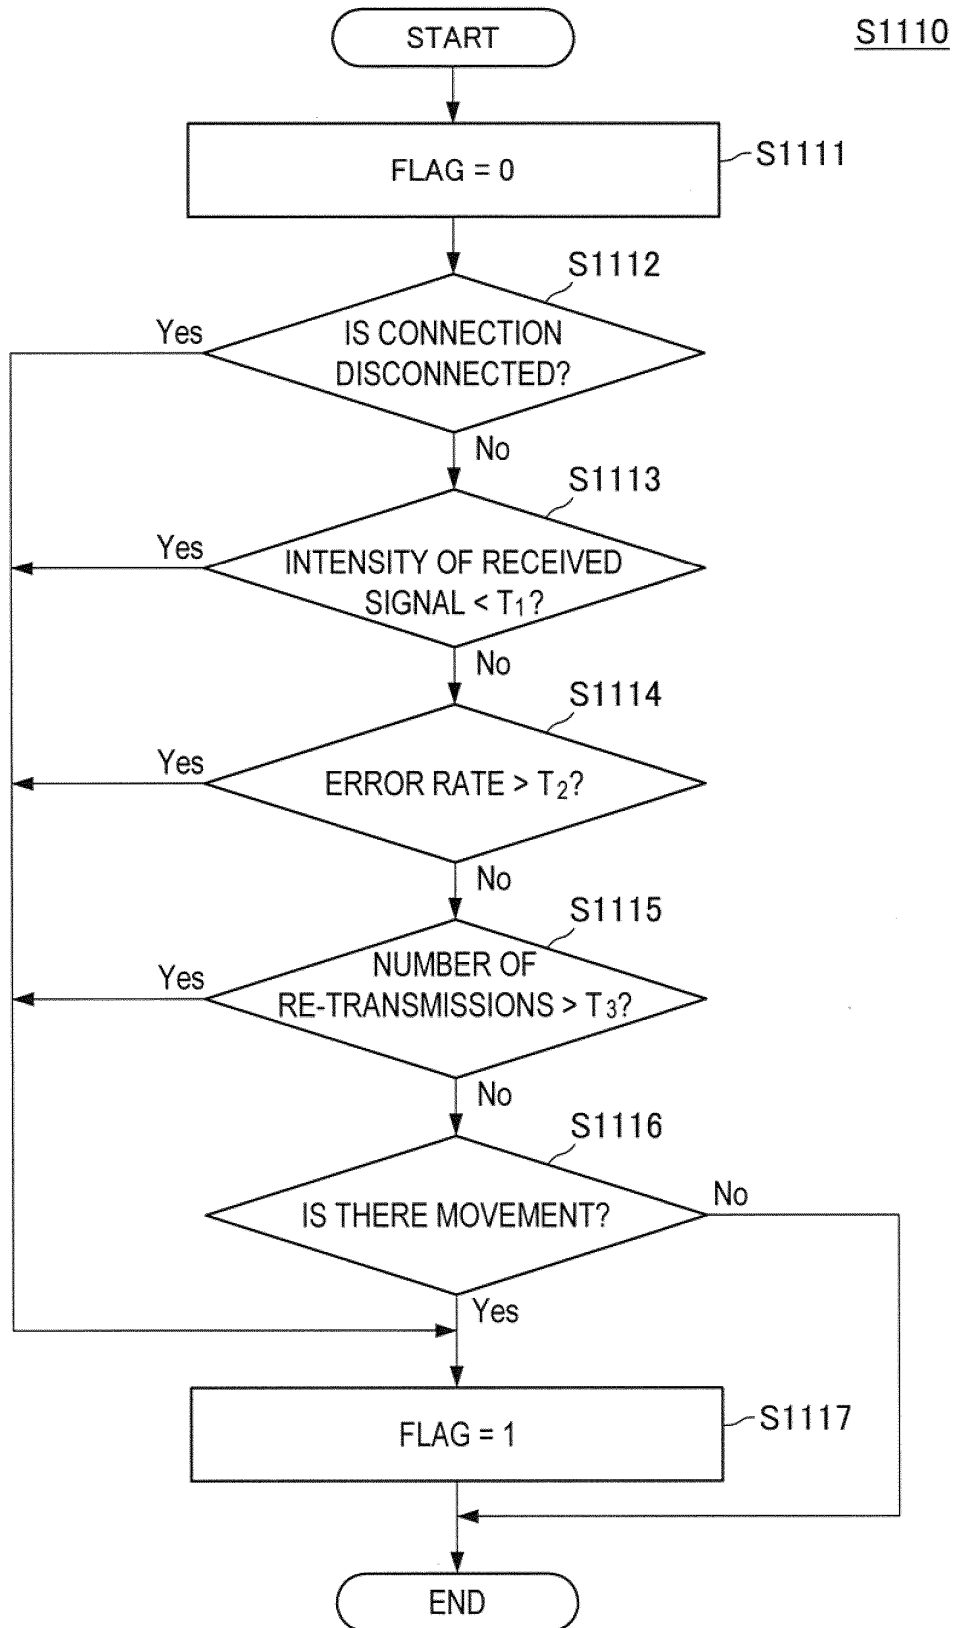 START
S1110
FLAG = 0
S1111
S1112
IS CONNECTION
DISCONNECTED?
Yes
No
S1113
INTENSITY OF RECEIVED
SIGNAL < T1?
Yes
No
S1114
ERROR RATE > T2?
Yes
No
S1115
NUMBER OF
RE-TRANSMISSIONS > T3?
Yes
No
S1116
IS THERE MOVEMENT?
No
Yes
FLAG = 1
S1117
END